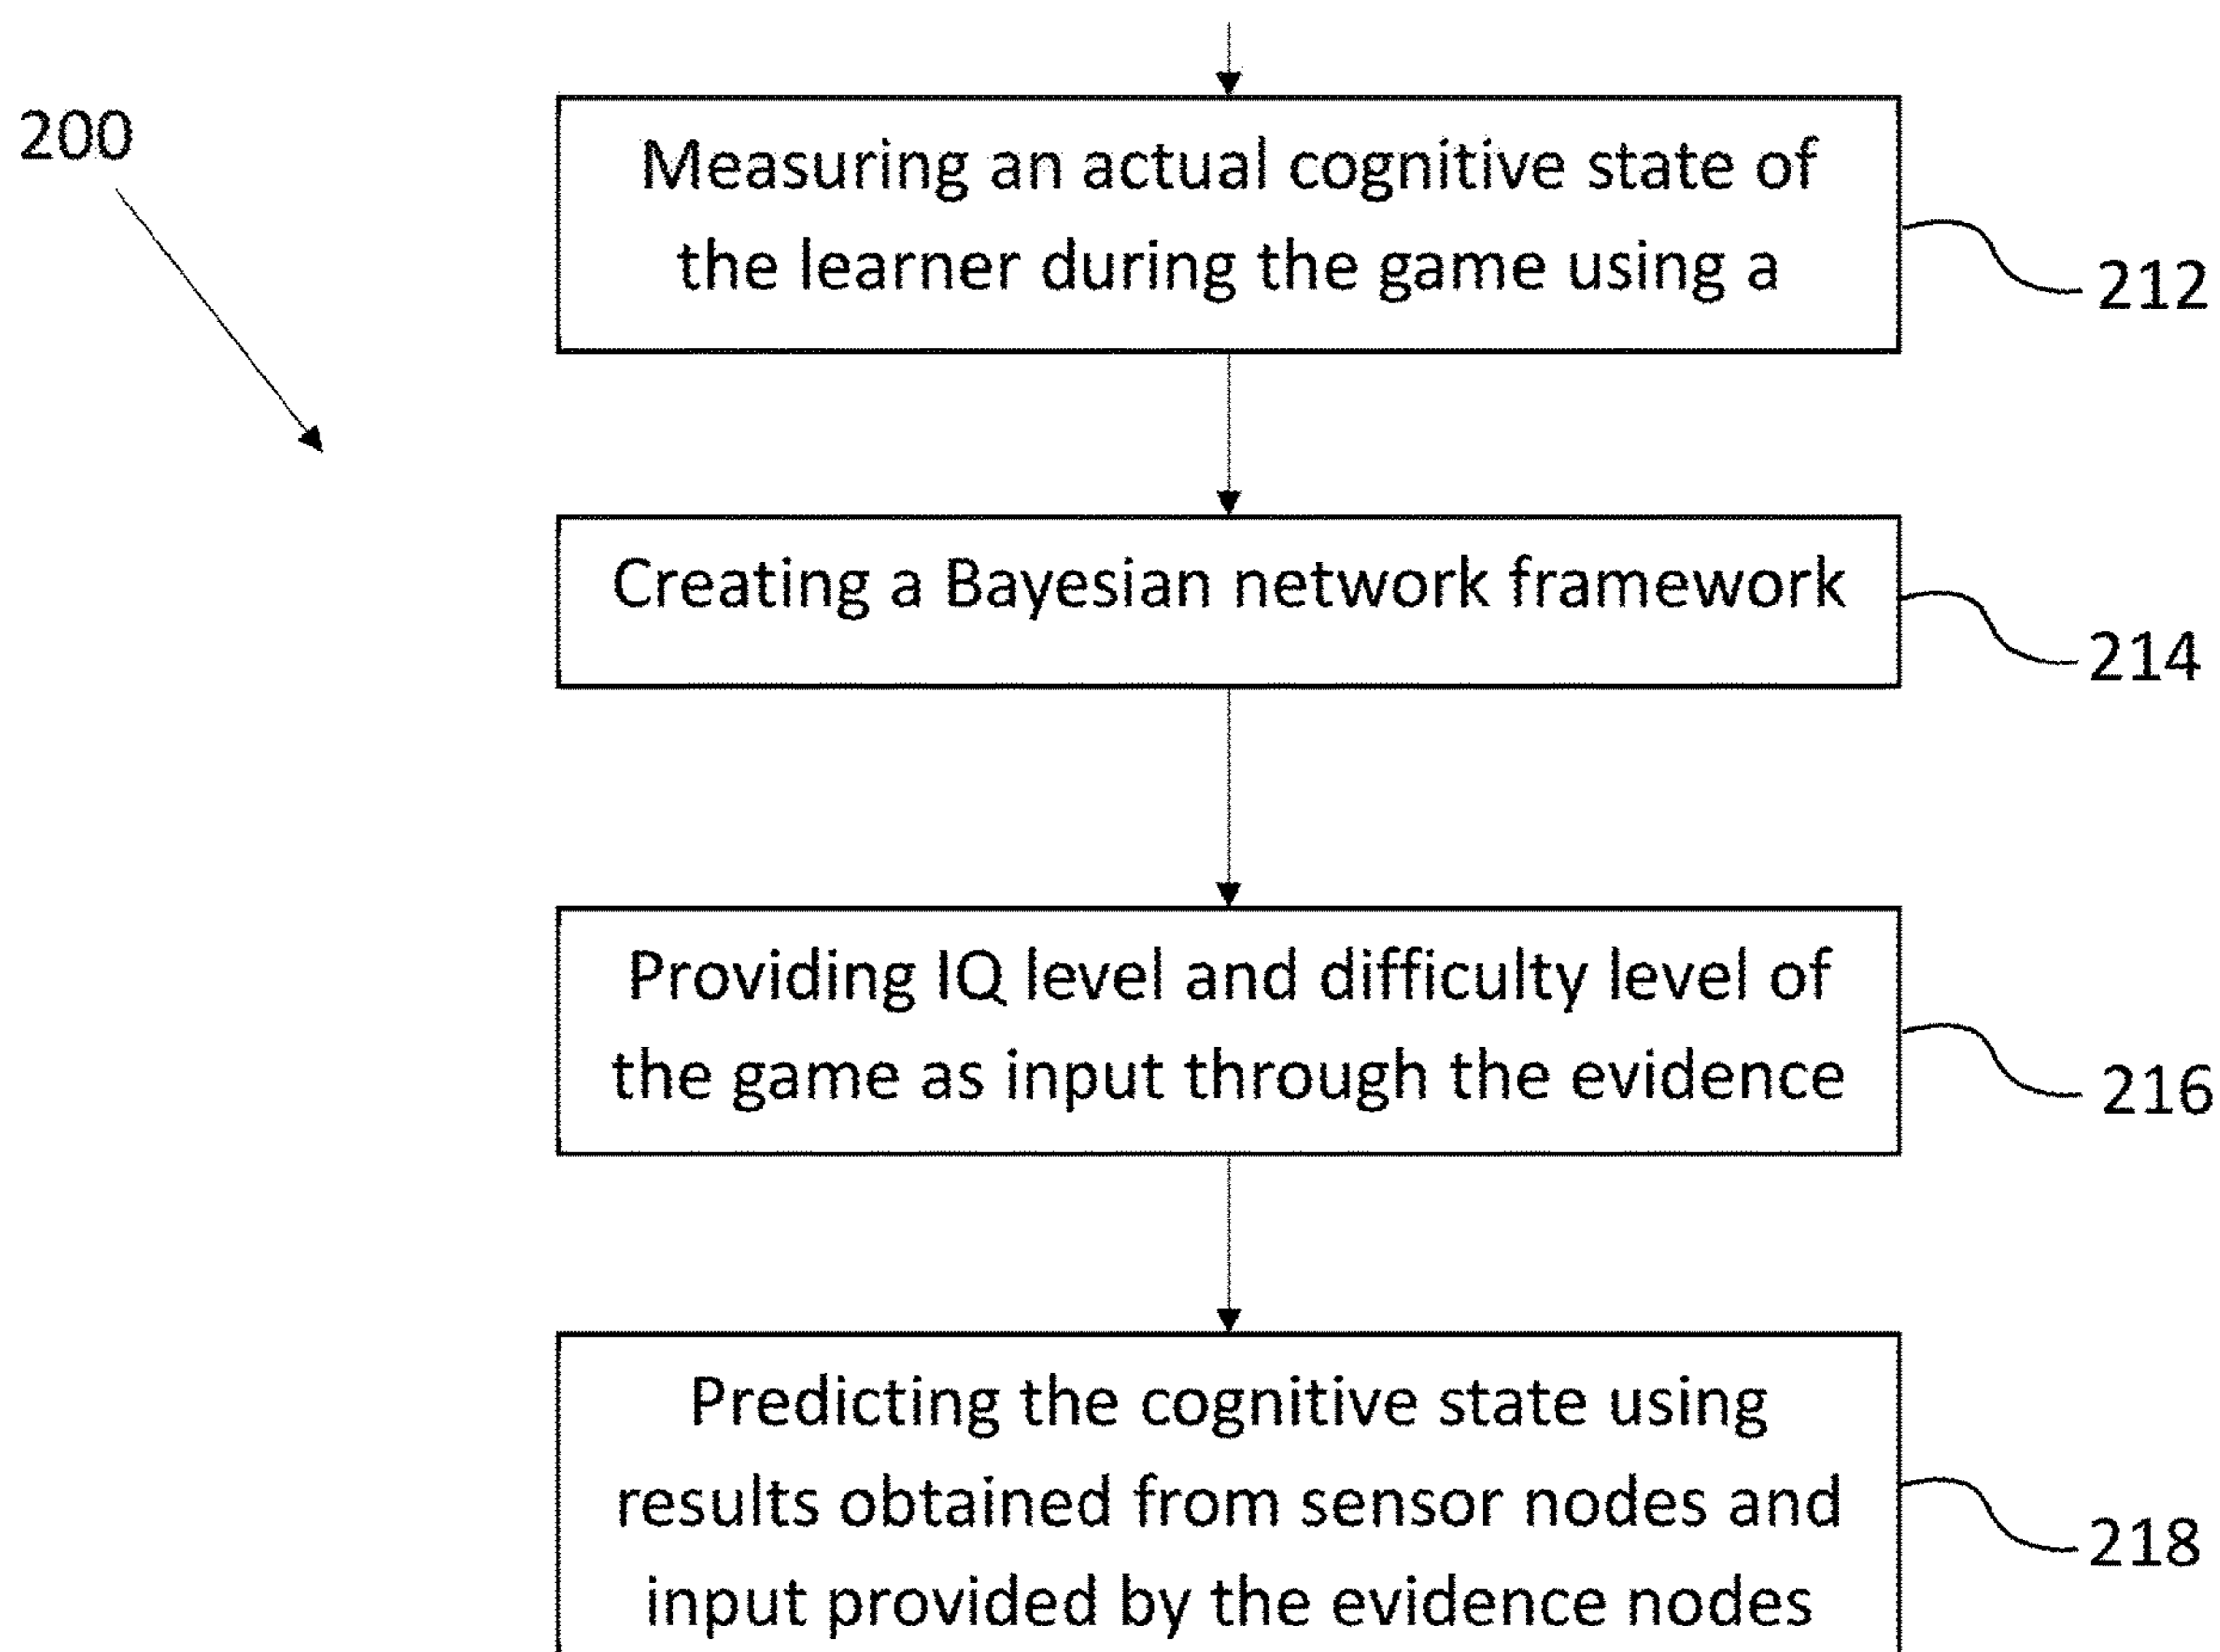 200
Measuring an actual cognitive state of
the learner during the game using a
212
Creating a Bayesian network framework
214
Providing IQ level and difficulty level of
the game as input through the evidence
216
Predicting the cognitive state using
results obtained from sensor nodes and
input provided by the evidence nodes
218